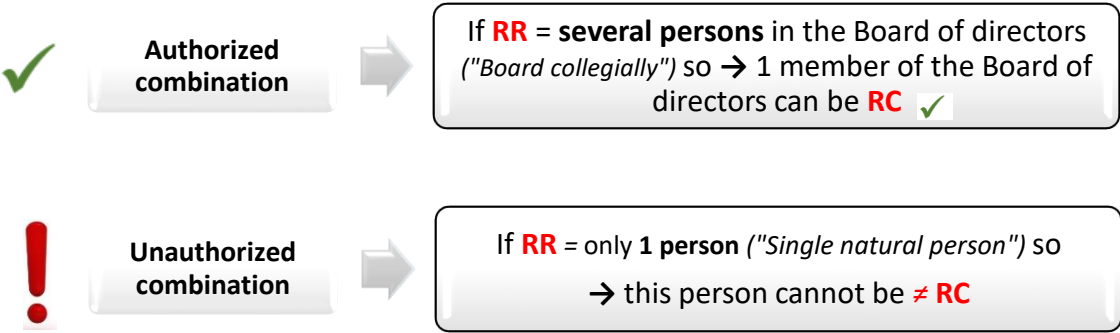 Authorized
combination
If RR = several persons in the Board of directors
("Board collegially") so → 1 member of the Board of
directors can be RC ✓
Unauthorized
combination
If RR = only 1 person ("Single natural person") so
→ this person cannot be ≠ RC